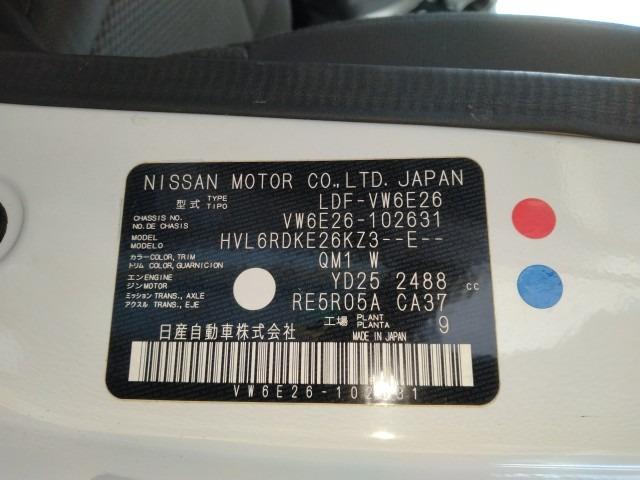 NISSAN MOTOR CO.,LTD. JAPAN
型式 TYPE TIPO LDF-VW6E26
CHASSIS NO. NO. DE CHASIS VW6E26-102631
MODEL MODELO HVL6RDKE26KZ3--E--
カラー COLOR, TRIM トリム COLOR, GUARNICION QM1 W
エンジン ENGINE MOTOR YD25 2488 cc
ミッション TRANS., AXLE アクスル TRANS., EJE RE5R05A CA37
工場 PLANT PLANTA 9
日産自動車株式会社 MADE IN JAPAN
VW6E26-102631